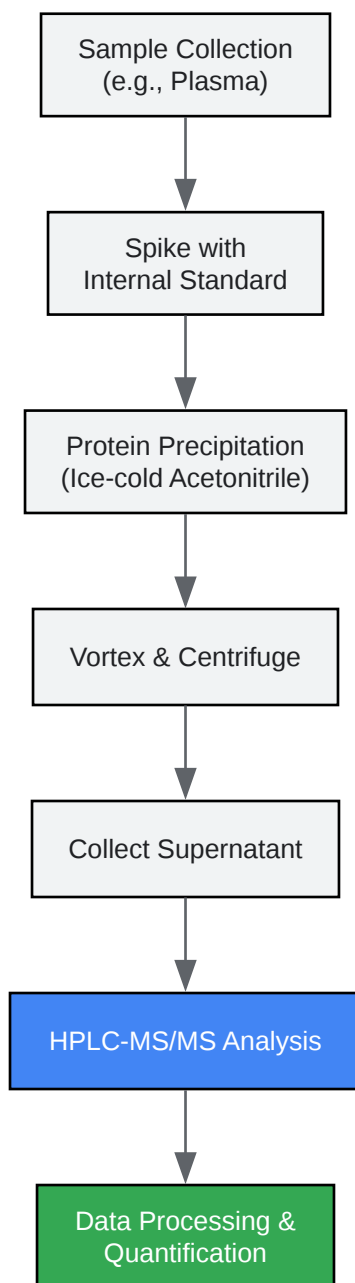 Sample Collection
(e.g., Plasma)
Spike with
Internal Standard
Protein Precipitation
(Ice-cold Acetonitrile)
Vortex & Centrifuge
Collect Supernatant
HPLC-MS/MS Analysis
Data Processing &
Quantification